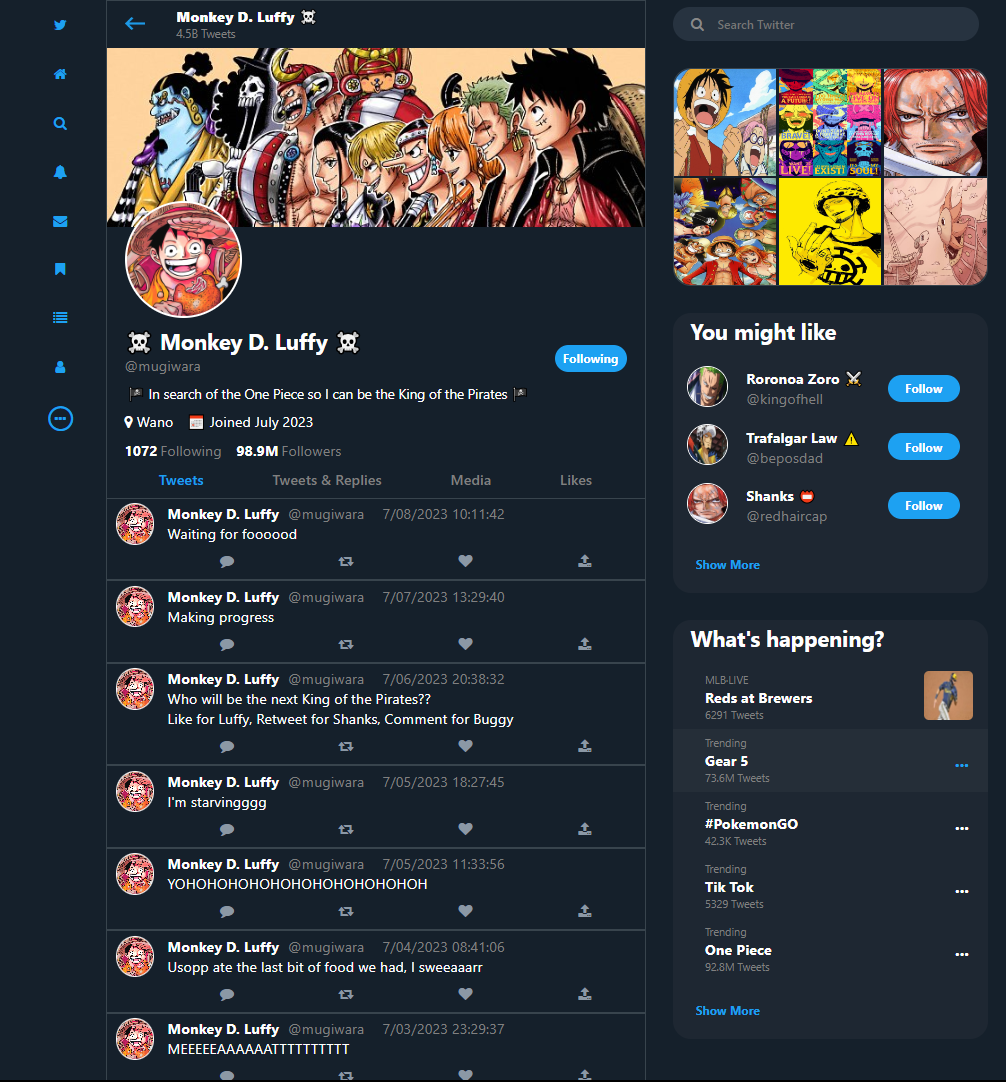 Monkey D. Luffy ☠
4.5B Tweets
☠ Monkey D. Luffy ☠
@mugiwara
Following
🏴 In search of the One Piece so I can be the King of the Pirates 🏴
Wano 📅 Joined July 2023
1072 Following 98.9M Followers
Tweets Tweets & Replies Media Likes
Monkey D. Luffy @mugiwara 7/08/2023 10:11:42
Waiting for foooood
Monkey D. Luffy @mugiwara 7/07/2023 13:29:40
Making progress
Monkey D. Luffy @mugiwara 7/06/2023 20:38:32
Who will be the next King of the Pirates??
Like for Luffy, Retweet for Shanks, Comment for Buggy
Monkey D. Luffy @mugiwara 7/05/2023 18:27:45
I'm starvingggg
Monkey D. Luffy @mugiwara 7/05/2023 11:33:56
YOHOHOHOHOHOHOHOHOHOHOHOH
Monkey D. Luffy @mugiwara 7/04/2023 08:41:06
Usopp ate the last bit of food we had, I sweeaaarr
Monkey D. Luffy @mugiwara 7/03/2023 23:29:37
MEEEEEAAAAAATTTTTTTTTT
Search Twitter
A FUTURE!
LIVE ON
BRAVE!
LIVE!
EXIST!
SOUL!
You might like
Roronoa Zoro ⚔
@kingofhell
Follow
Trafalgar Law ⚠
@beposdad
Follow
Shanks 📛
@redhaircap
Follow
Show More
What's happening?
MLB·LIVE
Reds at Brewers
6291 Tweets
Trending
Gear 5
73.6M Tweets
Trending
#PokemonGO
42.3K Tweets
Trending
Tik Tok
5329 Tweets
Trending
One Piece
92.8M Tweets
Show More